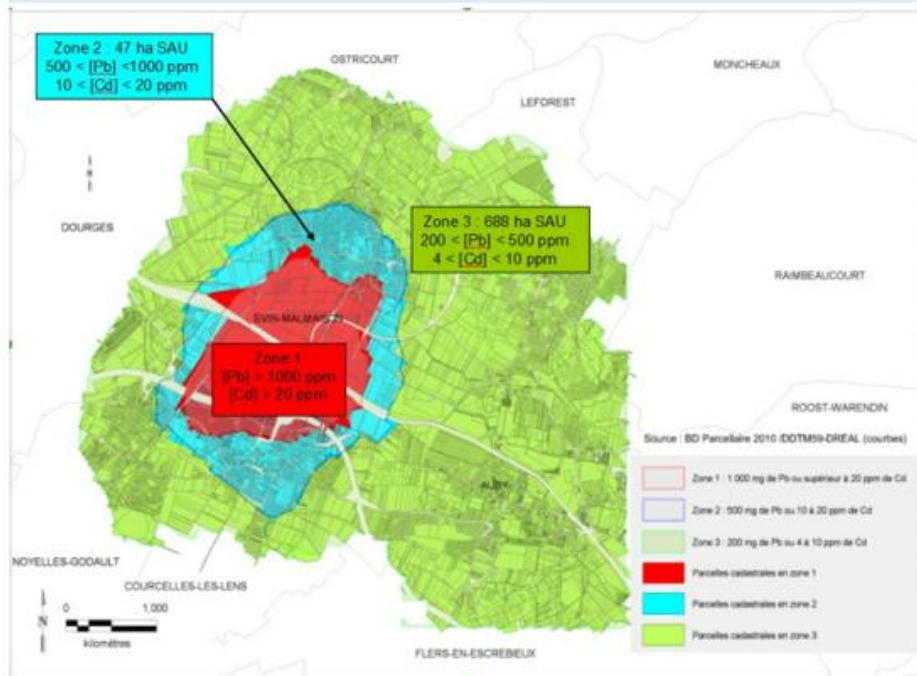 Zone 2 : 47 ha SAU
500 < [Pb] <1000 ppm
10 < [Cd] < 20 ppm
OSTRICOURT
MONCHEAUX
LEFOREST
DOURGES
Zone 3 : 688 ha SAU
200 < [Pb] < 500 ppm
4 < [Cd] < 10 ppm
RAIMBEAUCOURT
EVIN-MALMAISON
Zone 1
[Pb] > 1000 ppm
[Cd] > 20 ppm
ROOST-WARENDIN
Source : BD Parcellaire 2010 /DDTM59-DREAL (courbes)
Zone 1 : 1 000 mg de Pb ou supérieur à 20 ppm de Cd
Zone 2 : 500 mg de Pb ou 10 à 20 ppm de Cd
Zone 3 : 200 mg de Pb ou 4 à 10 ppm de Cd
Parcelles cadastrales en zone 1
Parcelles cadastrales en zone 2
Parcelles cadastrales en zone 3
AUBY
NOYELLES-GODAULT
COURCELLES-LES-LENS
N
0 1,000
kilomètres
FLERS-EN-ESCREBIEUX